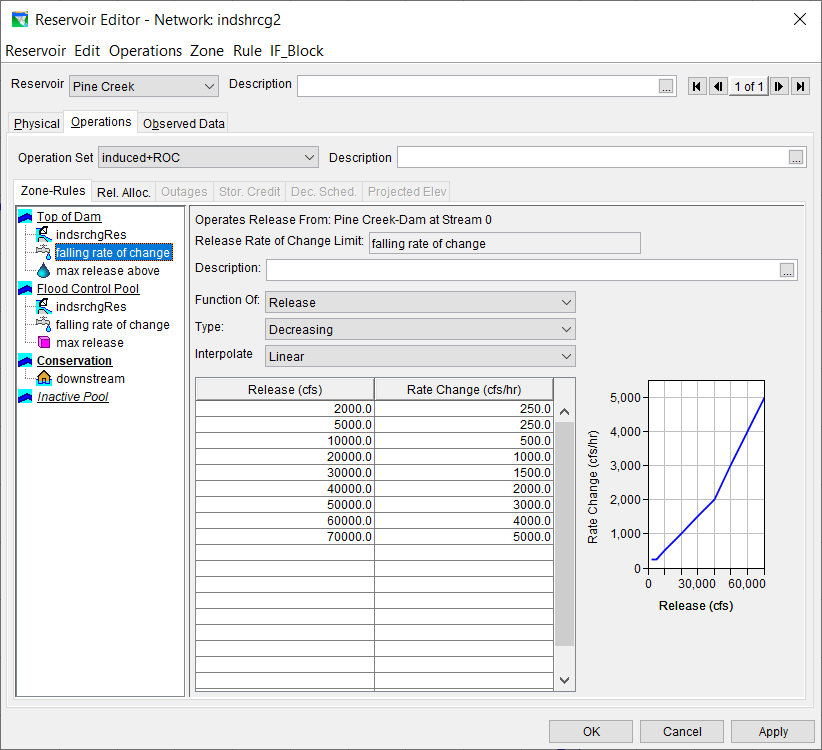 Reservoir Editor - Network: indshrcg2
Reservoir Edit Operations Zone Rule IF_Block
Reservoir Pine Creek Description ... 1 of 1
Physical Operations Observed Data
Operation Set induced+ROC Description ...
Zone-Rules Rel. Alloc. Outages Stor. Credit Dec. Sched. Projected Elev
Top of Dam
indsrchgRes
falling rate of change
max release above
Flood Control Pool
indsrchgRes
falling rate of change
max release
Conservation
downstream
Inactive Pool
Operates Release From: Pine Creek-Dam at Stream 0
Release Rate of Change Limit: falling rate of change
Description: ...
Function Of: Release
Type: Decreasing
Interpolate Linear
Release (cfs) Rate Change (cfs/hr)
2000.0 250.0
5000.0 250.0
10000.0 500.0
20000.0 1000.0
30000.0 1500.0
40000.0 2000.0
50000.0 3000.0
60000.0 4000.0
70000.0 5000.0
Rate Change (cfs/hr)
5,000
4,000
3,000
2,000
1,000
0
0 30,000 60,000
Release (cfs)
OK Cancel Apply